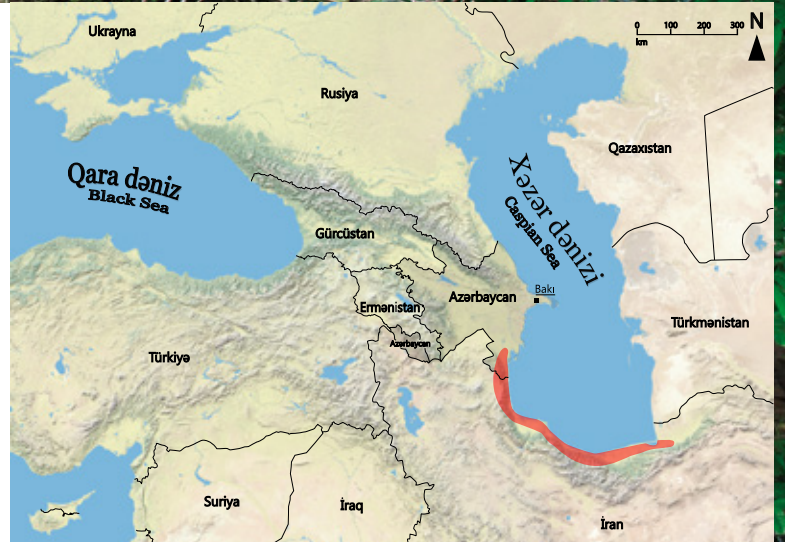 Ukrayna
0 100 200 300
km
N
Rusiya
Qazaxıstan
Qara dəniz
Black Sea
Xəzər dənizi
Caspian Sea
Gürcüstan
Azərbaycan
Bakı
Ermənistan
Türkmənistan
Azərbaycan
Türkiyə
Suriya
İraq
İran